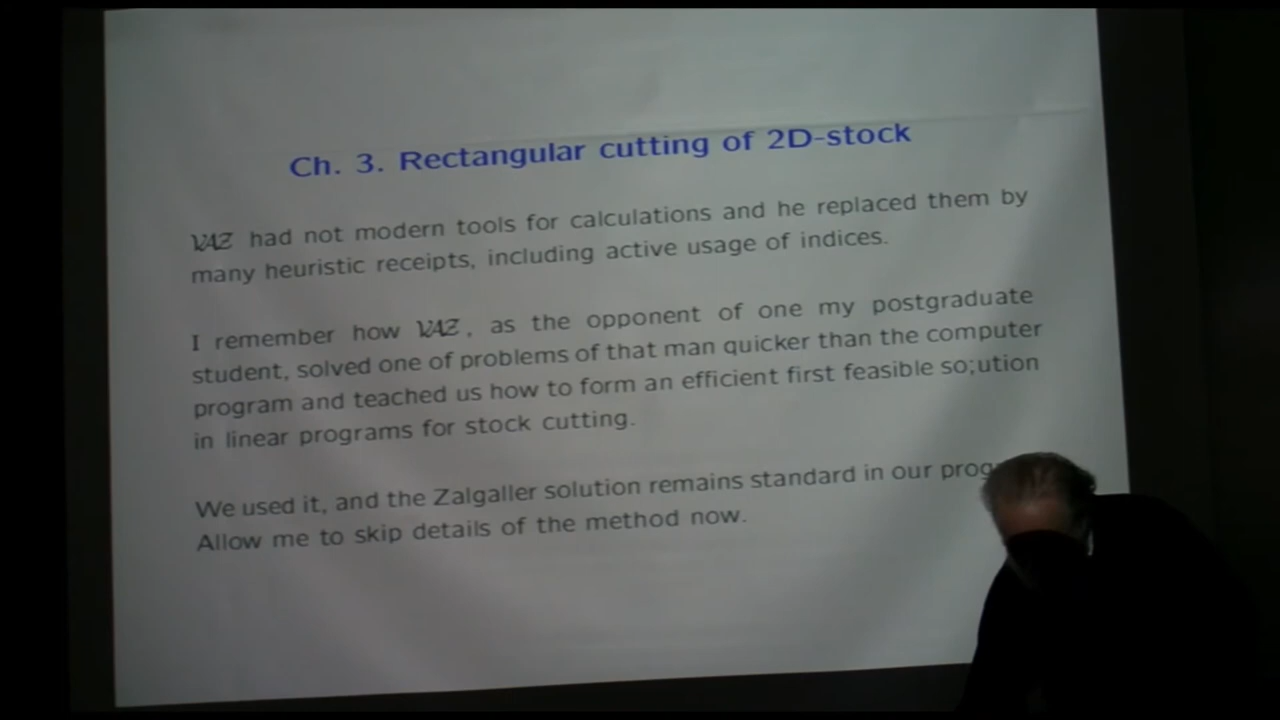 Ch. 3. Rectangular cutting of 2D-stock
VAZ had not modern tools for calculations and he replaced them by
many heuristic receipts, including active usage of indices.
I remember how VAZ, as the opponent of one my postgraduate
student, solved one of problems of that man quicker than the computer
program and teached us how to form an efficient first feasible so;ution
in linear programs for stock cutting.
We used it, and the Zalgaller solution remains standard in our
Allow me to skip details of the method now.